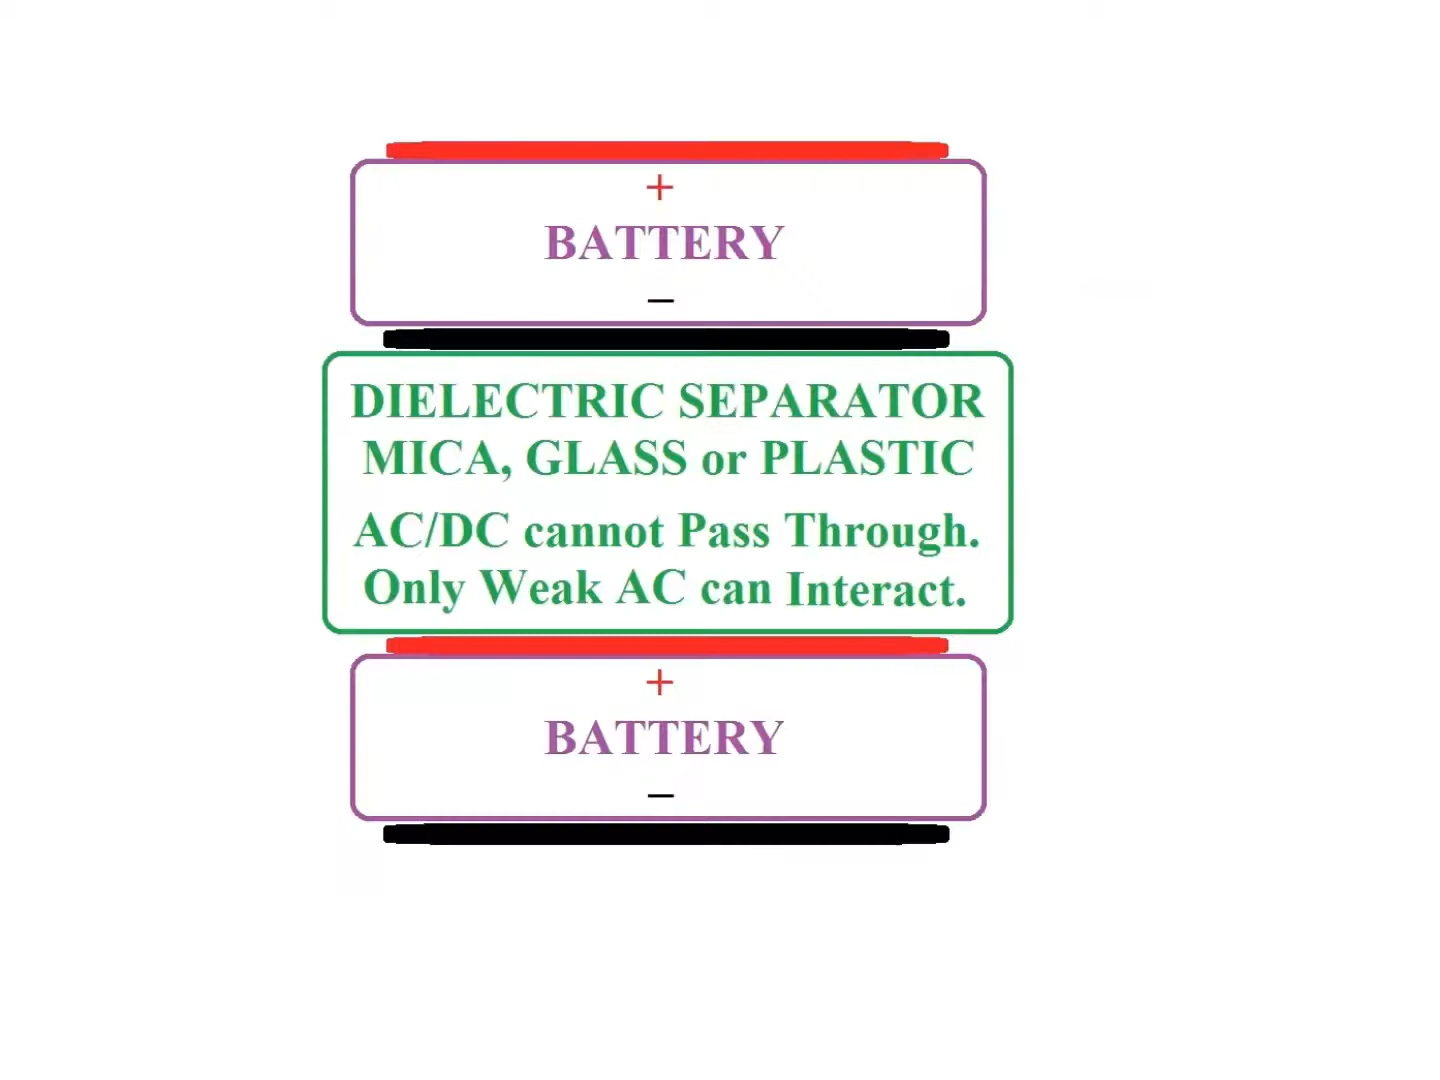 +
BATTERY
–
DIELECTRIC SEPARATOR
MICA, GLASS or PLASTIC
AC/DC cannot Pass Through.
Only Weak AC can Interact.
+
BATTERY
–